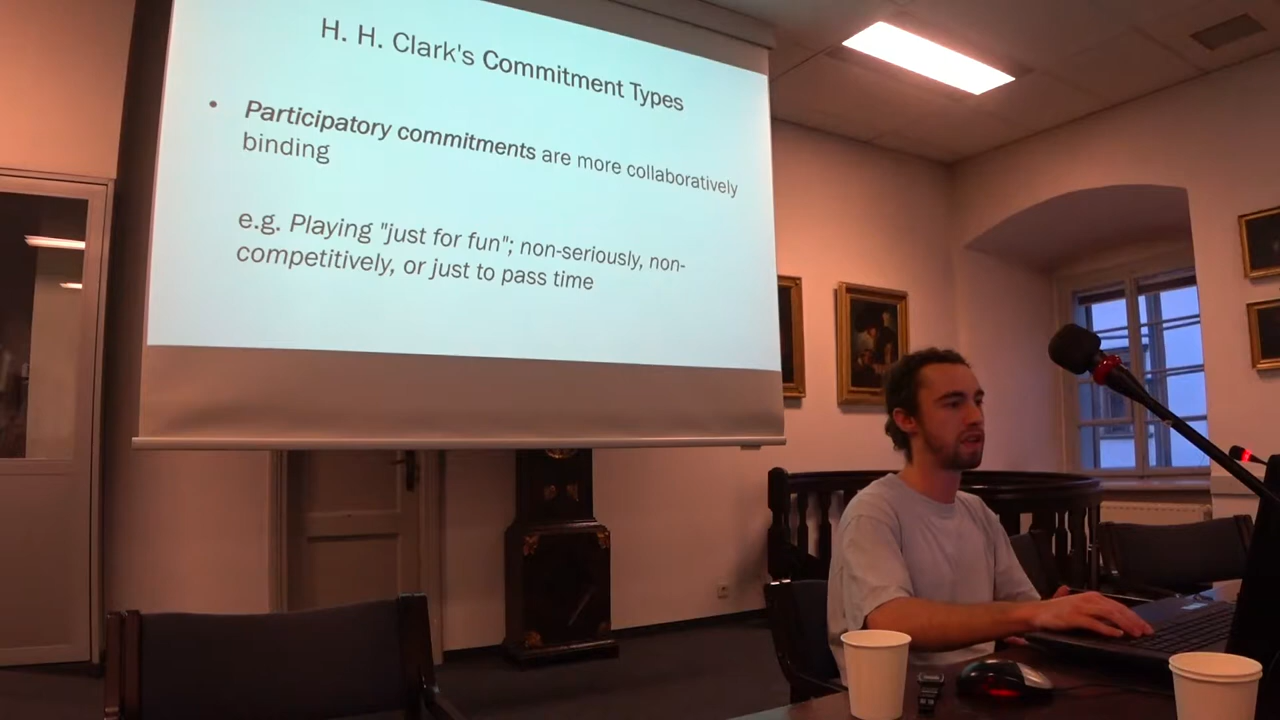 H. H. Clark's Commitment Types
• Participatory commitments are more collaboratively
binding
e.g. Playing "just for fun"; non-seriously, non-
competitively, or just to pass time